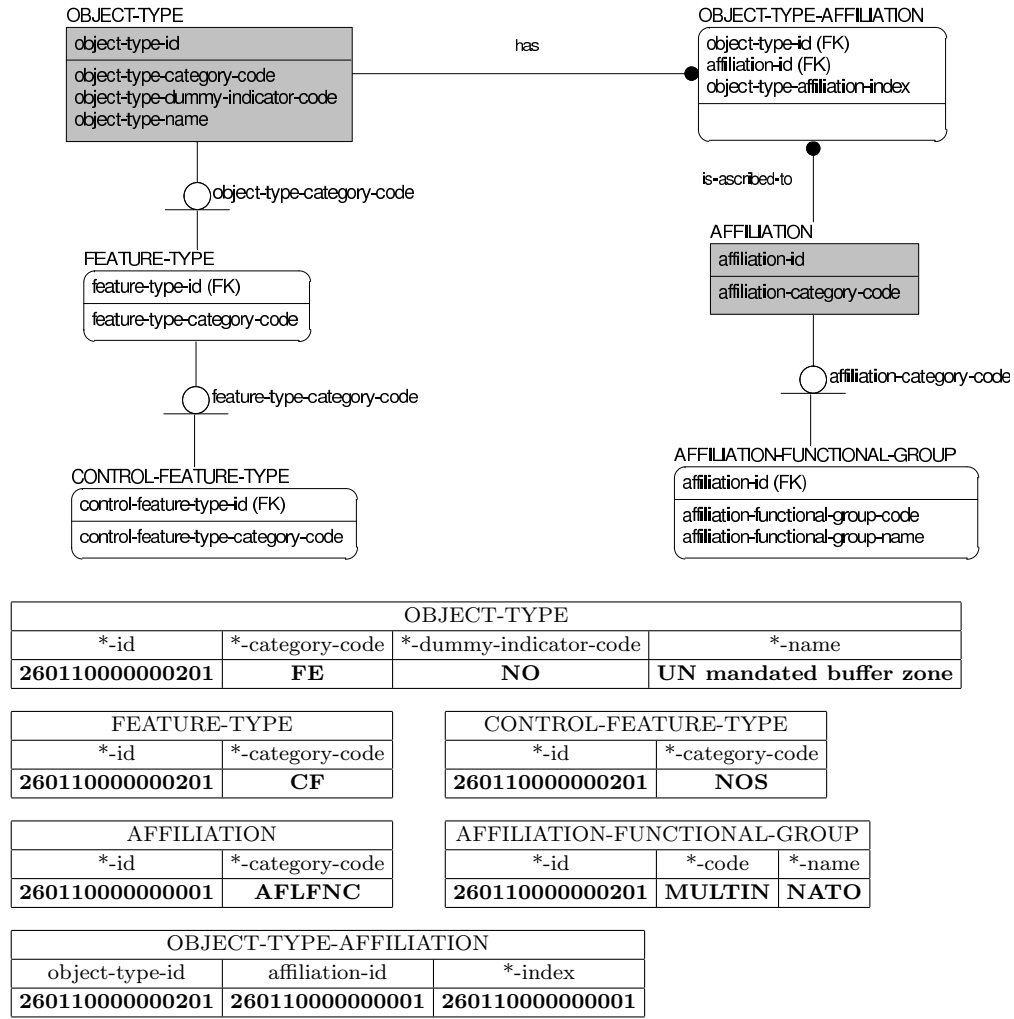 OBJECT-TYPE
object-type-id
object-type-category-code
object-type-dummy-indicator-code
object-type-name
has
OBJECT-TYPE-AFFILIATION
object-type-id (FK)
affiliation-id (FK)
object-type-affiliation-index
object-type-category-code
is-ascribed-to
FEATURE-TYPE
feature-type-id (FK)
feature-type-category-code
AFFILIATION
affiliation-id
affiliation-category-code
feature-type-category-code
affiliation-category-code
CONTROL-FEATURE-TYPE
control-feature-type-id (FK)
control-feature-type-category-code
AFFILIATION-FUNCTIONAL-GROUP
affiliation-id (FK)
affiliation-functional-group-code
affiliation-functional-group-name
OBJECT-TYPE
*-id *-category-code *-dummy-indicator-code *-name
260110000000201 FE NO UN mandated buffer zone
FEATURE-TYPE
*-id *-category-code
260110000000201 CF
CONTROL-FEATURE-TYPE
*-id *-category-code
260110000000201 NOS
AFFILIATION
*-id *-category-code
260110000000001 AFLFNC
AFFILIATION-FUNCTIONAL-GROUP
*-id *-code *-name
260110000000201 MULTIN NATO
OBJECT-TYPE-AFFILIATION
object-type-id affiliation-id *-index
260110000000201 260110000000001 260110000000001